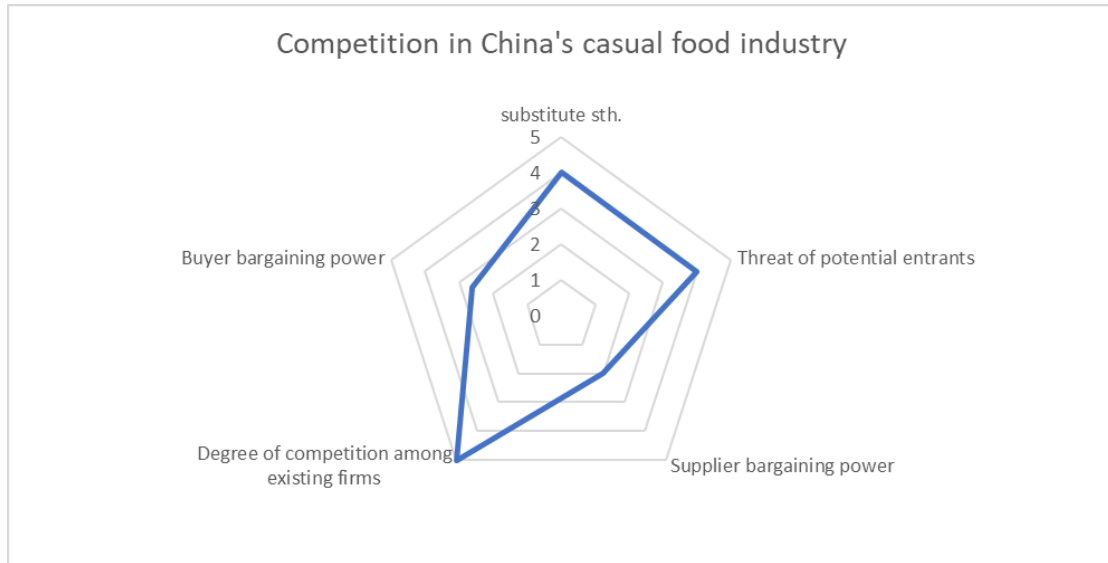 Competition in China's casual food industry
substitute sth.
5
4
3
2
1
0
Buyer bargaining power
Threat of potential entrants
Degree of competition among
existing firms
Supplier bargaining power